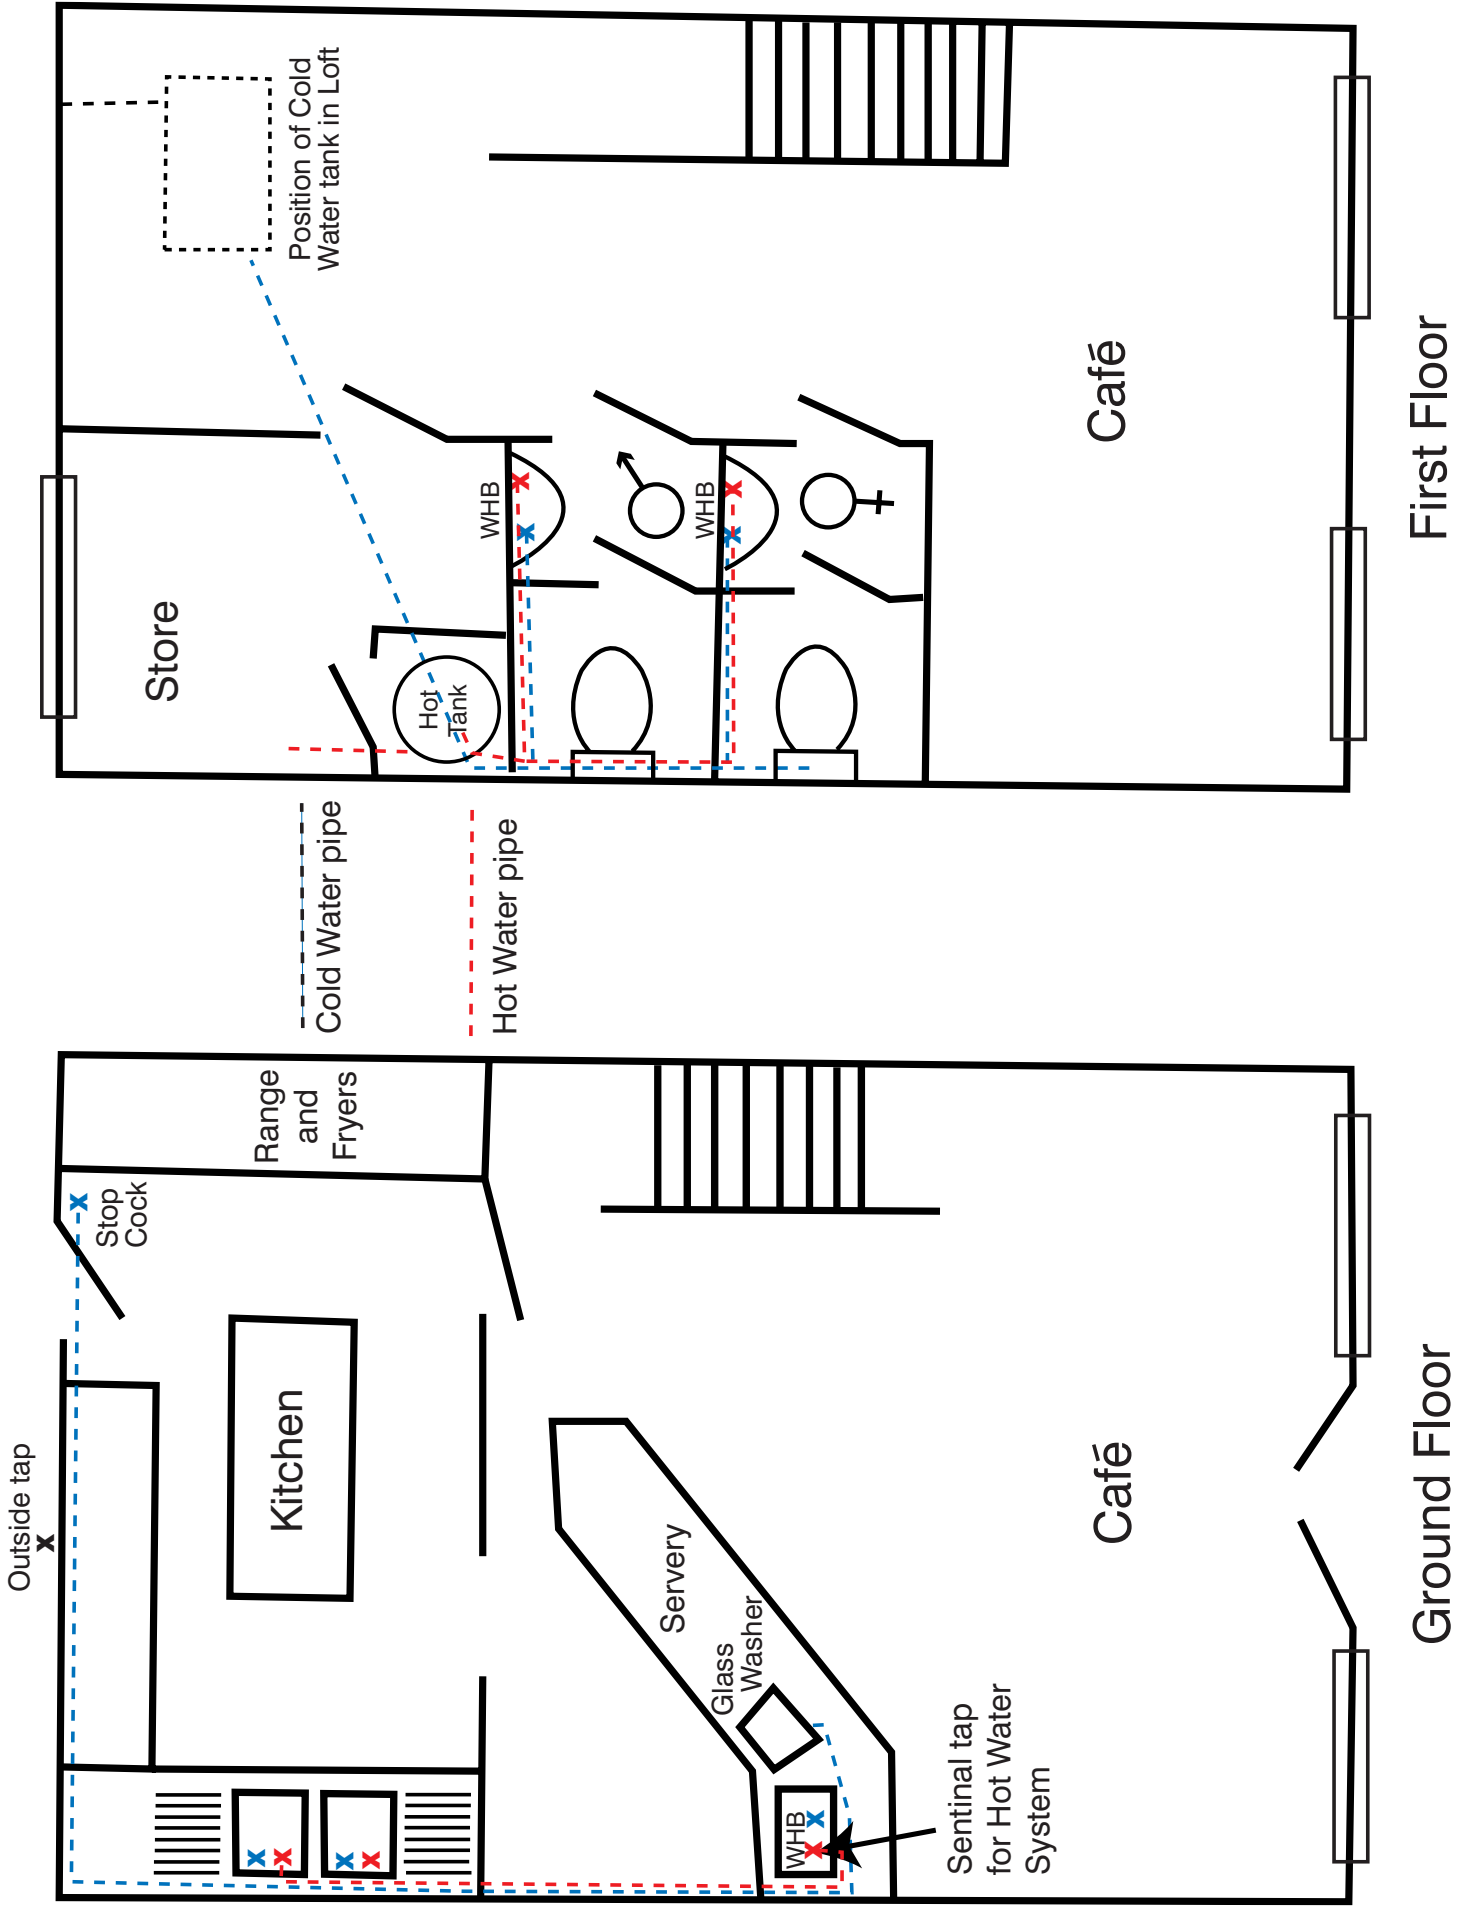 Outside tap
x
Stop
Cock
Range
and
Fryers
Kitchen
Servery
Glass
Washer
WHB
Sentinal tap
for Hot Water
System
Café
Ground Floor
Cold Water pipe
Hot Water pipe
Store
Position of Cold
Water tank in Loft
Hot
Tank
WHB
WHB
Café
First Floor